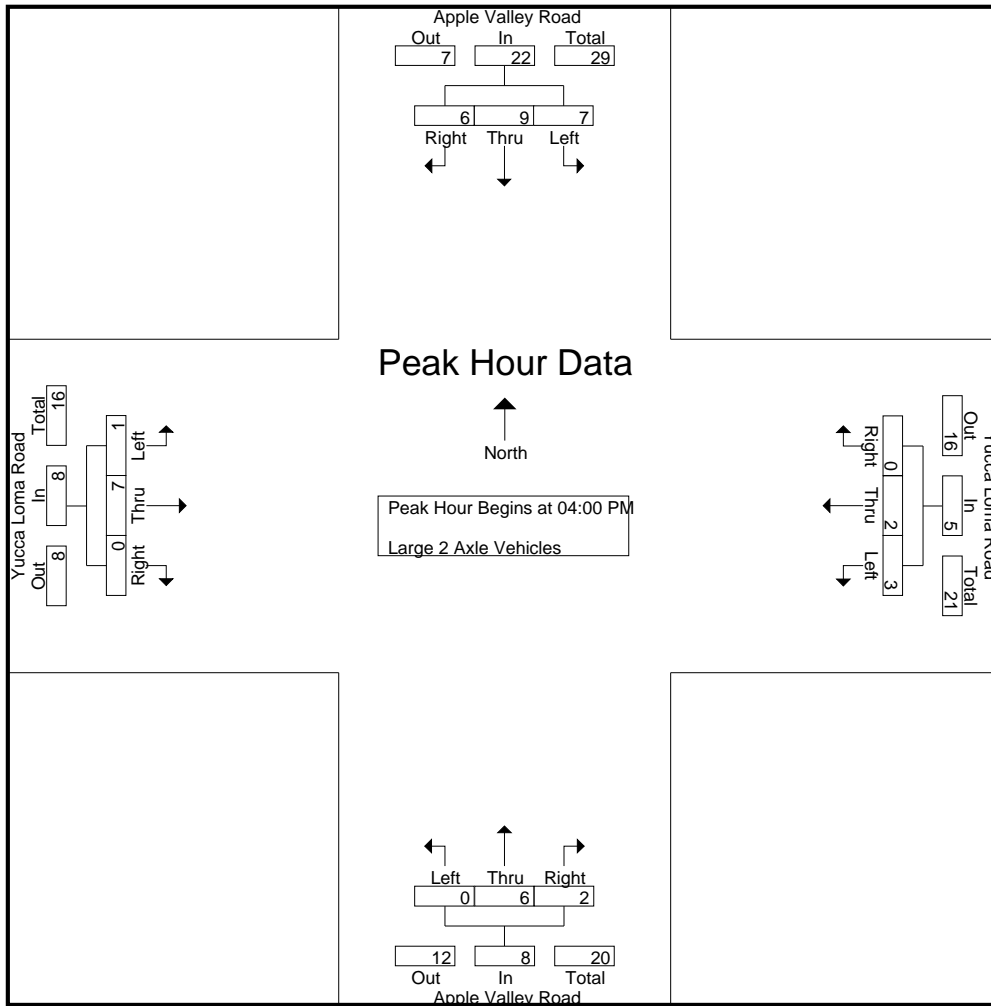 Apple Valley Road
Out In Total
7 22 29
6 9 7
Right Thru Left
Peak Hour Data
North
Peak Hour Begins at 04:00 PM
Large 2 Axle Vehicles
Yucca Loma Road
Total In Out
16 8 8
1 7 0
Left Thru Right
Right Thru Left
0 2 3
Out In Total
16 5 21
Yucca Loma Road
Left Thru Right
0 6 2
12 8 20
Out In Total
Apple Valley Road